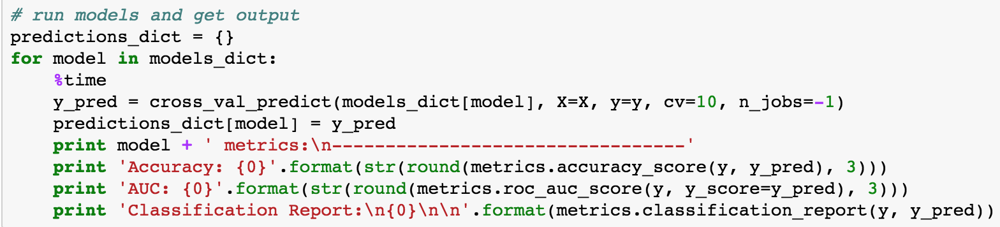 # run models and get output
predictions_dict = {}
for model in models_dict:
    %time
    y_pred = cross_val_predict(models_dict[model], X=X, y=y, cv=10, n_jobs=-1)
    predictions_dict[model] = y_pred
    print model + ' metrics:\n---------------------------------'
    print 'Accuracy: {0}'.format(str(round(metrics.accuracy_score(y, y_pred), 3)))
    print 'AUC: {0}'.format(str(round(metrics.roc_auc_score(y, y_score=y_pred), 3)))
    print 'Classification Report:\n{0}\n\n'.format(metrics.classification_report(y, y_pred))